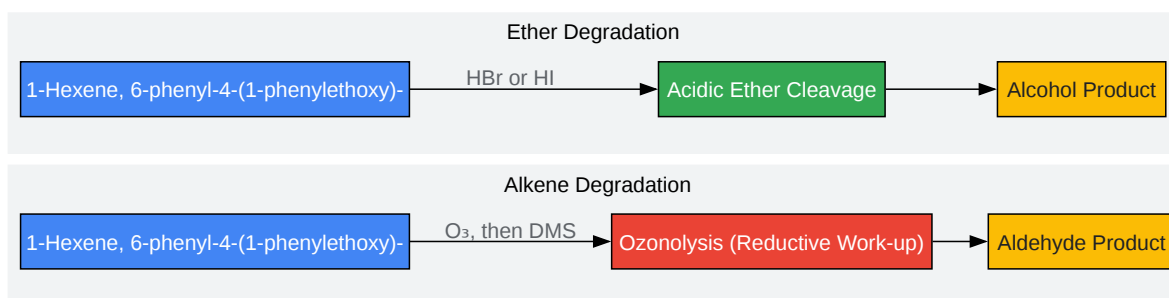 Ether Degradation
1-Hexene, 6-phenyl-4-(1-phenylethoxy)-
HBr or HI
Acidic Ether Cleavage
Alcohol Product
Alkene Degradation
1-Hexene, 6-phenyl-4-(1-phenylethoxy)-
O₃, then DMS
Ozonolysis (Reductive Work-up)
Aldehyde Product